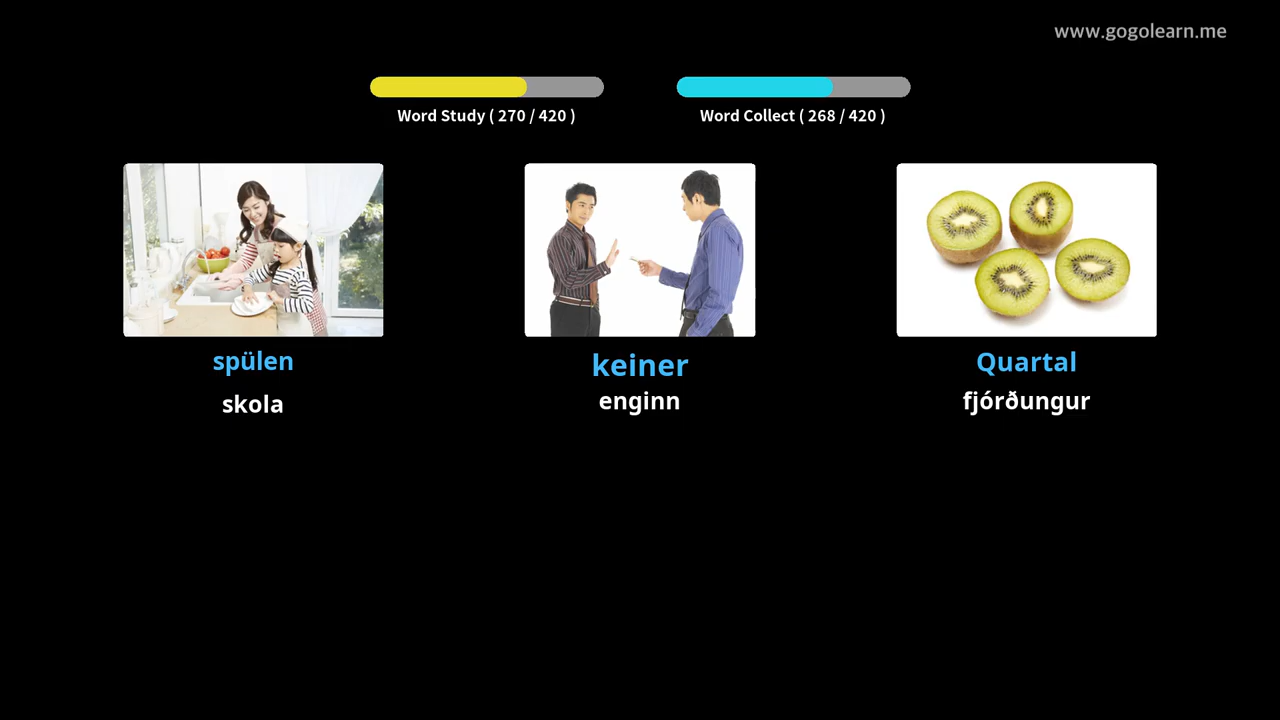 www.gogolearn.me
Word Study ( 270 / 420 )
Word Collect ( 268 / 420 )
spülen
keiner
Quartal
skola
enginn
fjórðungur